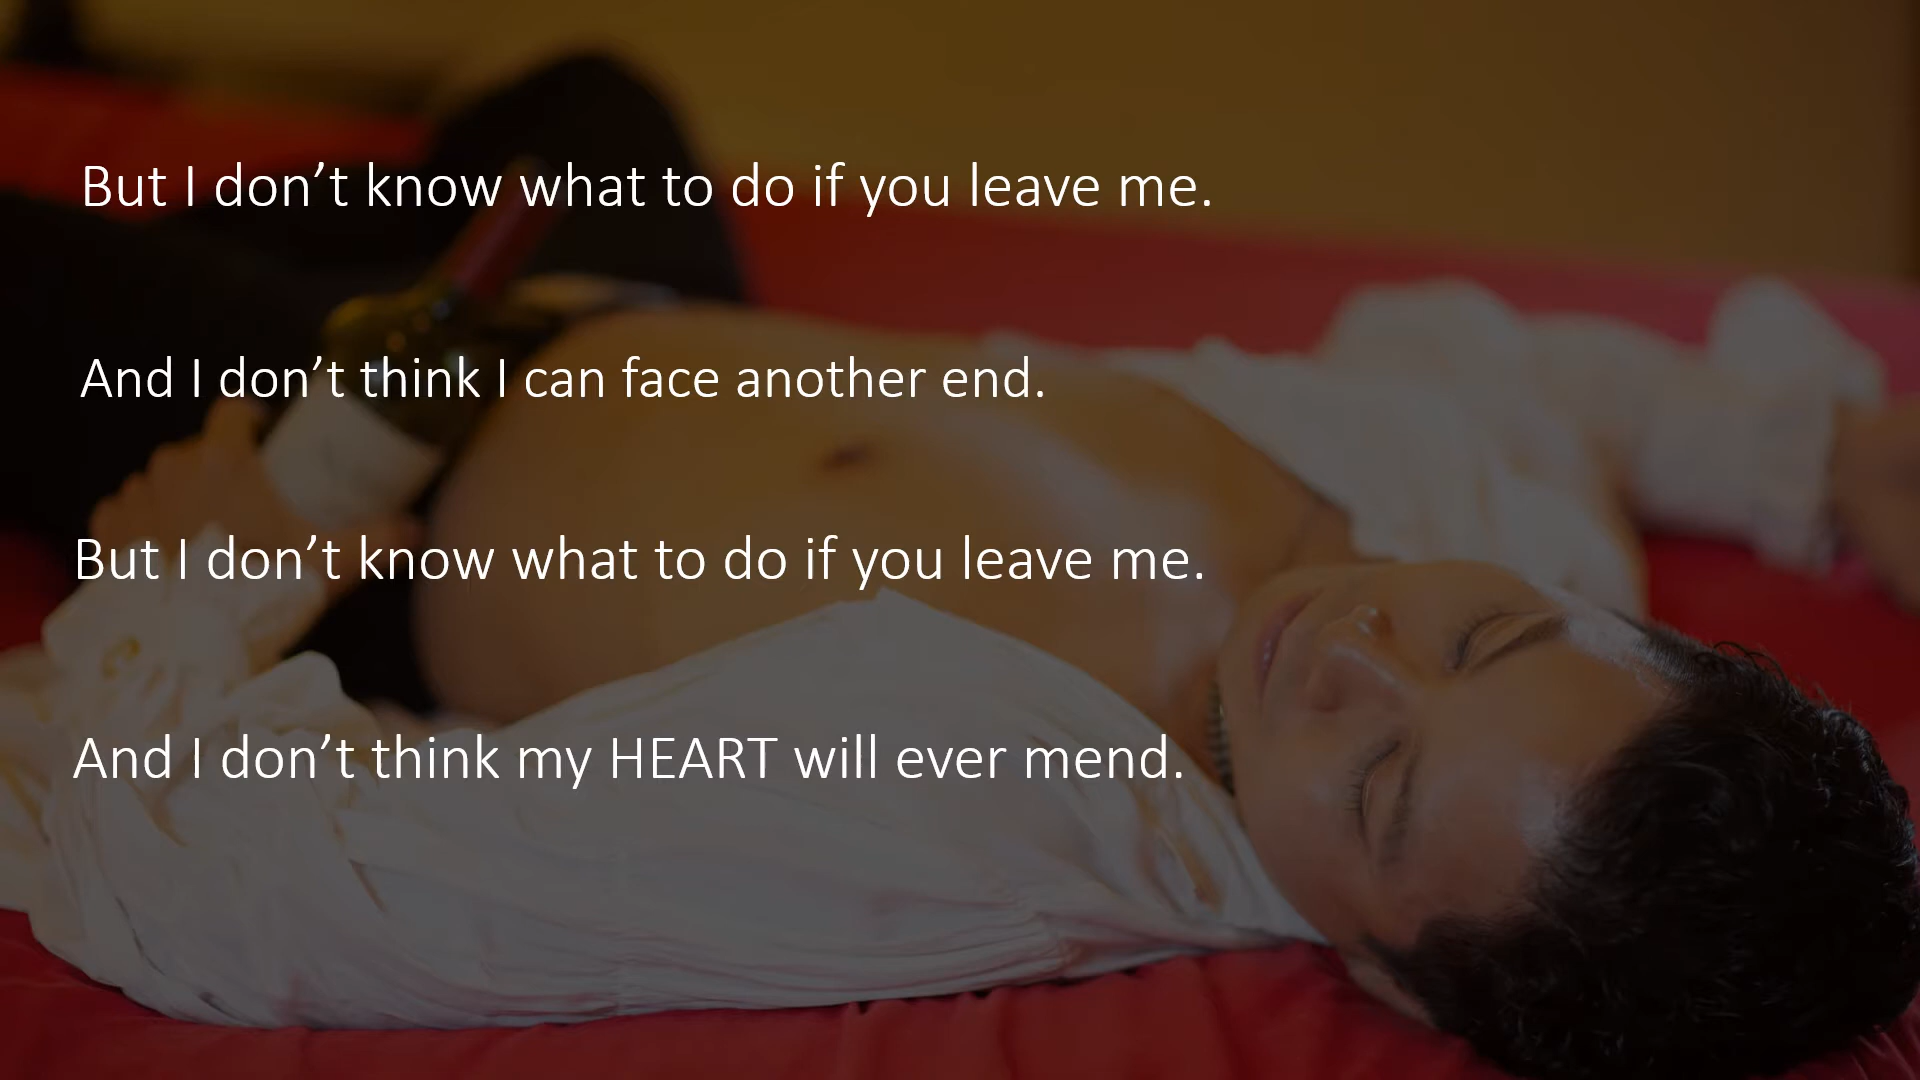 But I don’t know what to do if you leave me.
And I don’t think I can face another end.
But I don’t know what to do if you leave me.
And I don’t think my HEART will ever mend.